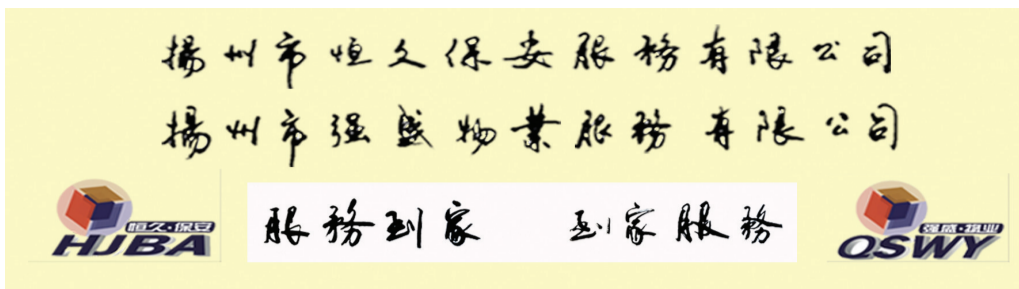 揚州市恒久保安服務有限公司
揚州市强盛物業服務有限公司
恒久·保安
HJBA
服務到家 到家服務
强盛·物业
QSWY